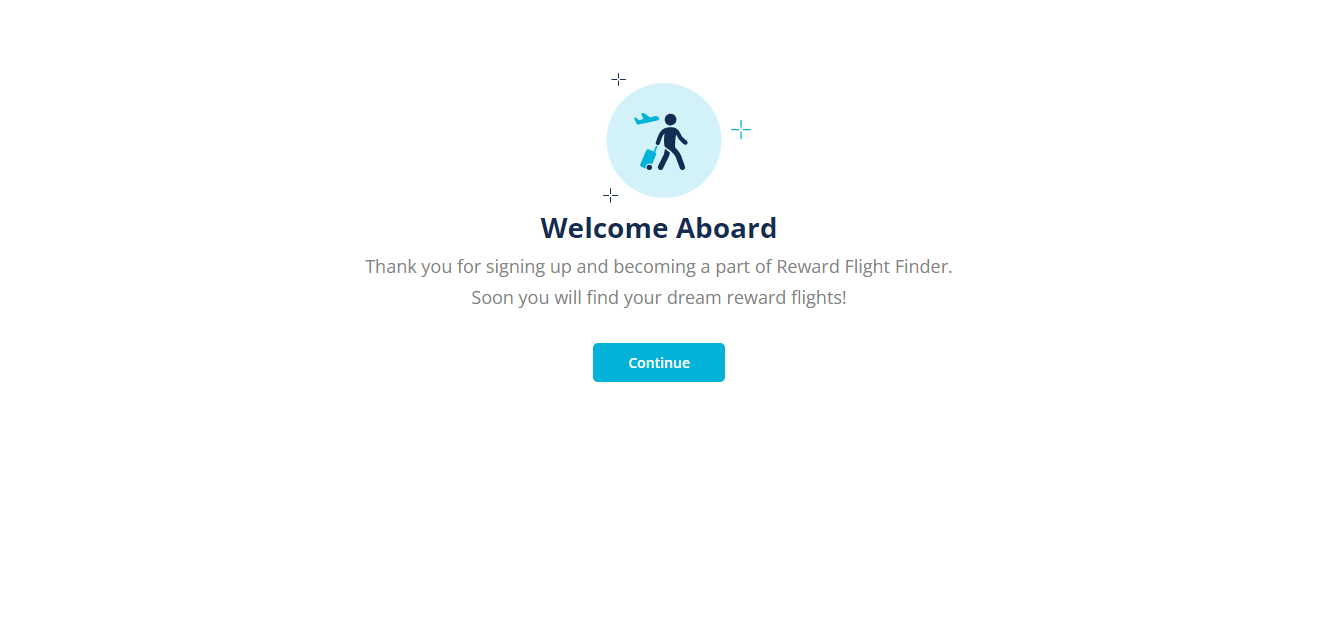 Welcome Aboard
Thank you for signing up and becoming a part of Reward Flight Finder.
Soon you will find your dream reward flights!
Continue